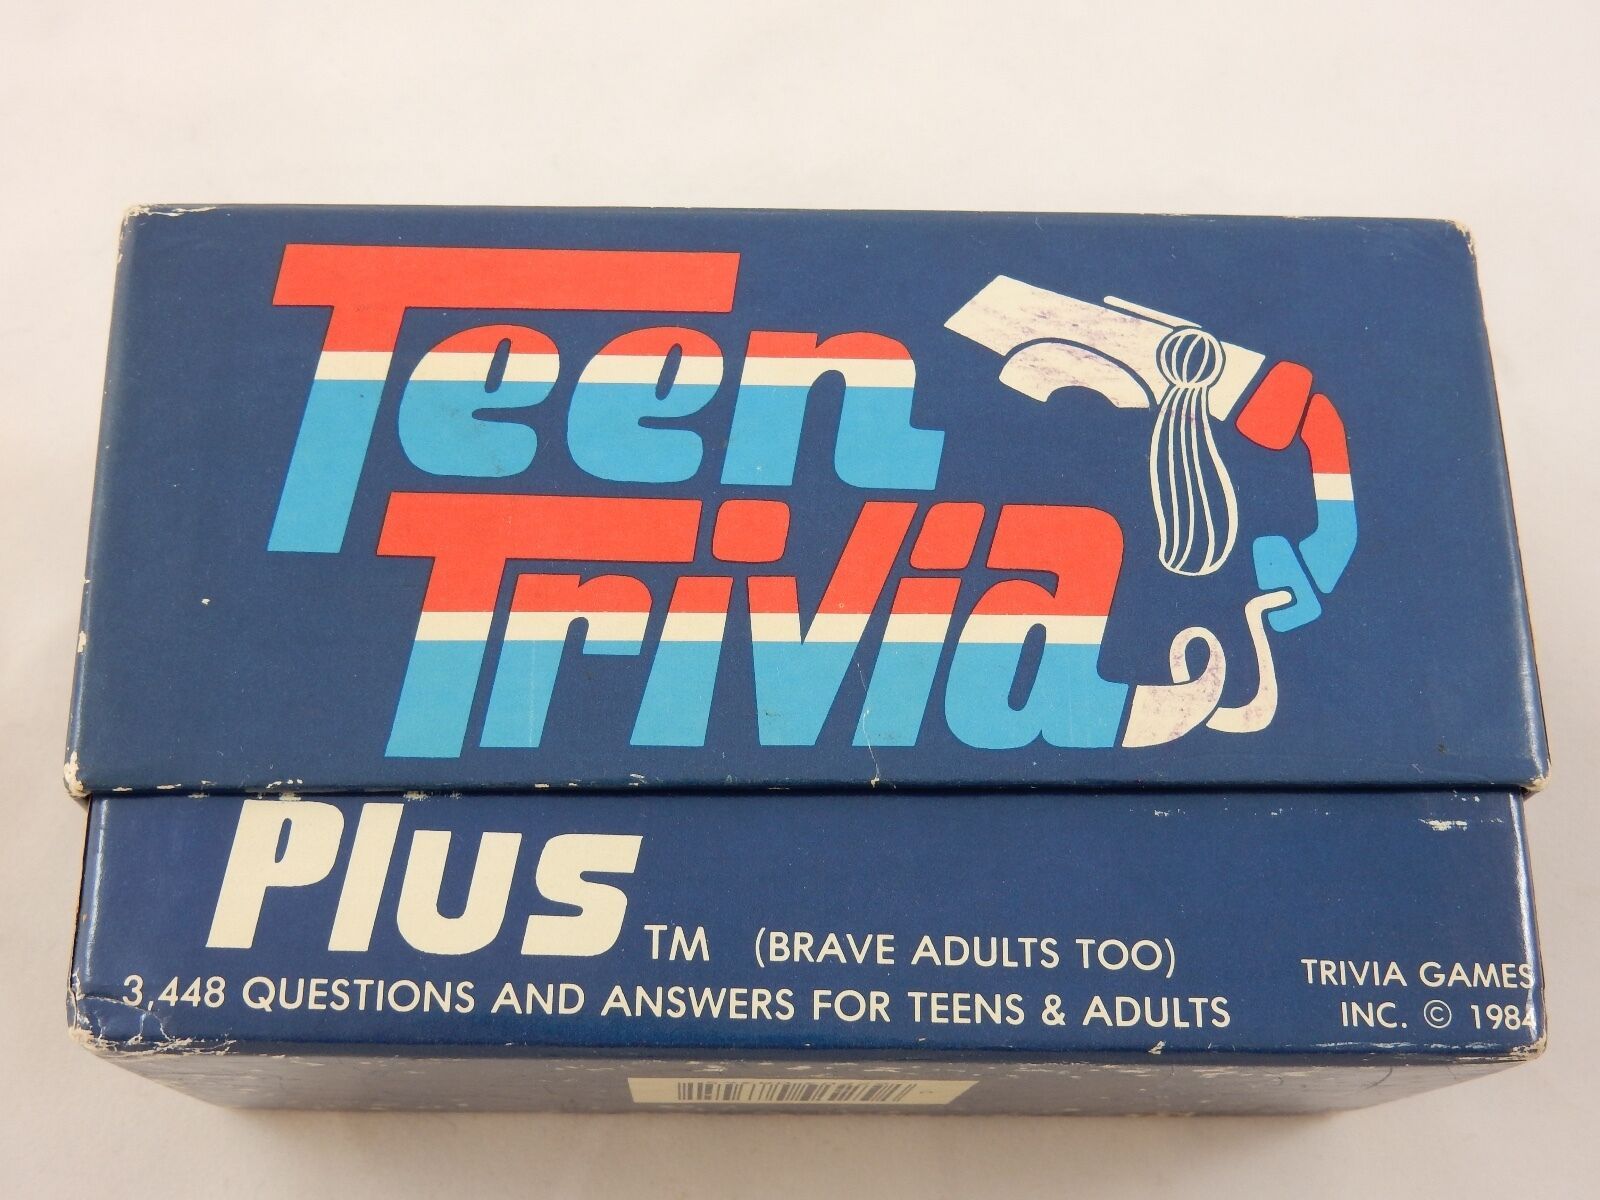 Teen
Trivia
Plus TM (BRAVE ADULTS TOO)
3,448 QUESTIONS AND ANSWERS FOR TEENS & ADULTS
TRIVIA GAMES
INC. © 1984